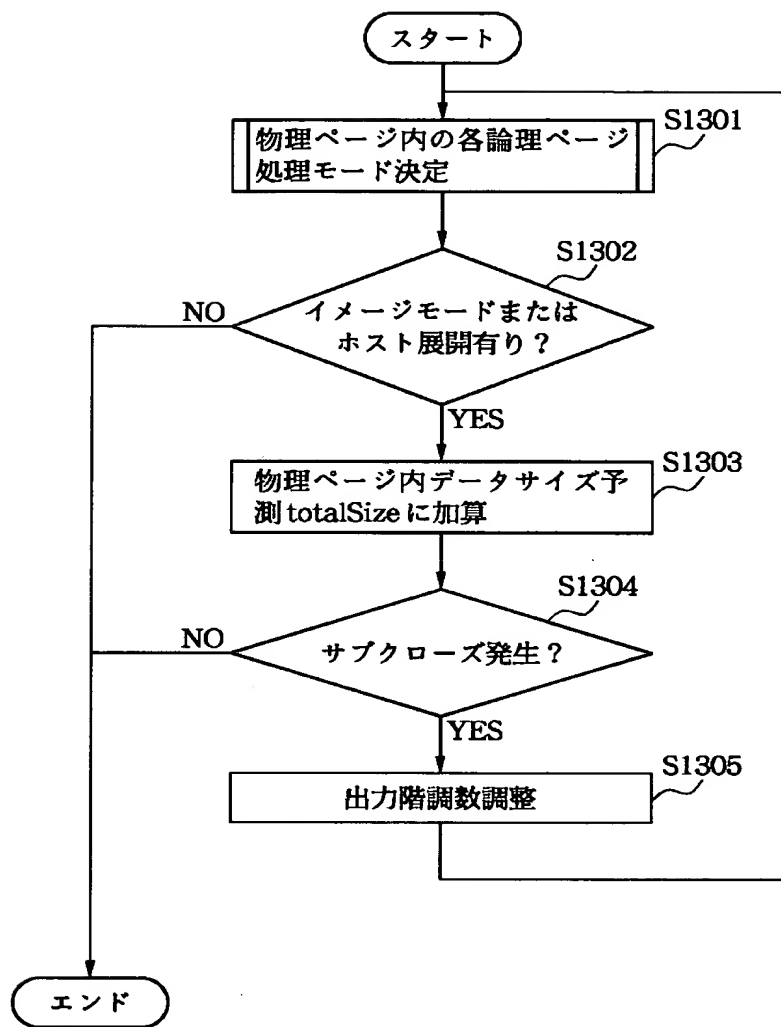 スタート
S1301
物理ページ内の各論理ページ
処理モード決定
S1302
NO
イメージモードまたは
ホスト展開有り？
YES
S1303
物理ページ内データサイズ予
測totalSizeに加算
S1304
NO
サブクローズ発生？
YES
S1305
出力階調数調整
エンド